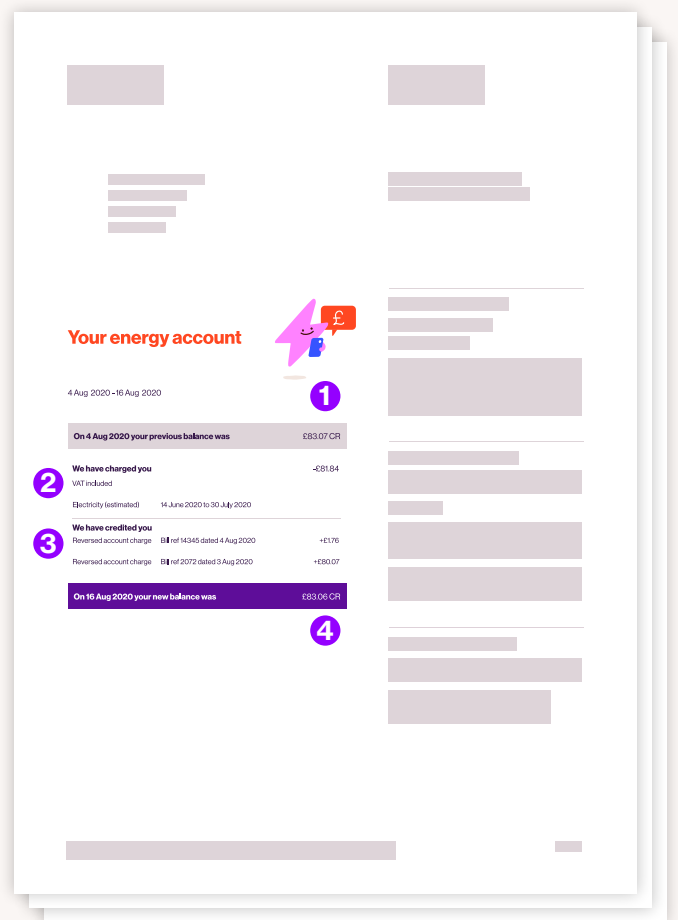 Your energy account
£
4 Aug 2020 - 16 Aug 2020
1
On 4 Aug 2020 your previous balance was £83.07 CR
2
We have charged you -£81.84
VAT included
Electricity (estimated) 14 June 2020 to 30 July 2020
3
We have credited you
Reversed account charge Bill ref 14345 dated 4 Aug 2020 +£1.76
Reversed account charge Bill ref 2072 dated 3 Aug 2020 +£80.07
On 16 Aug 2020 your new balance was £83.06 CR
4